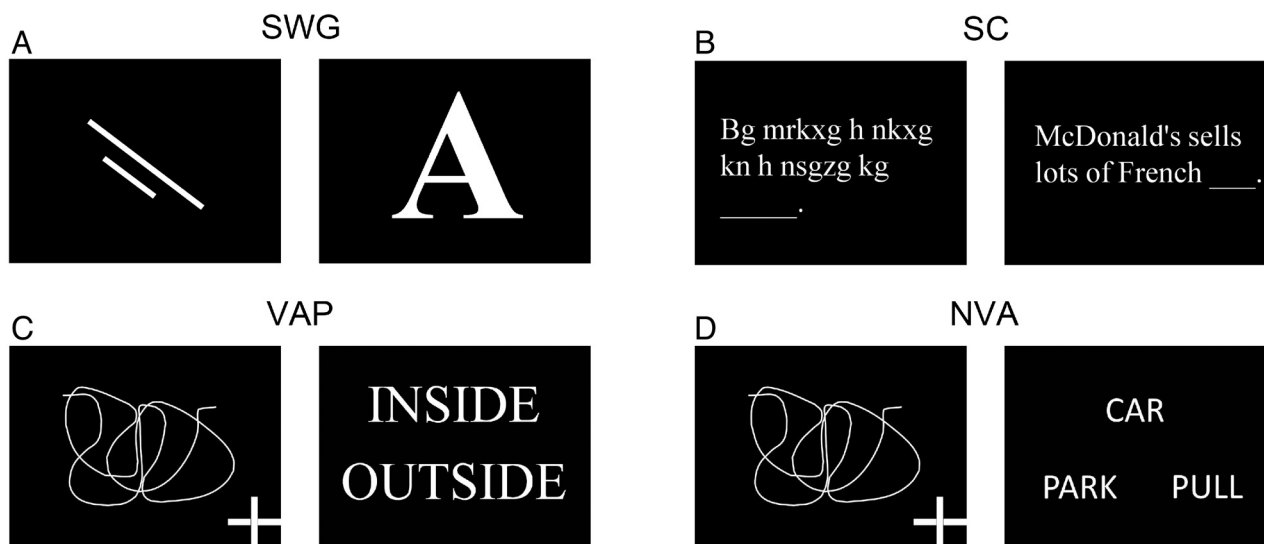 A
SWG
A
B
SC
Bg mrkxg h nkxg
kn h nsgzg kg
______.
McDonald's sells
lots of French ___.
C
VAP
INSIDE
OUTSIDE
D
NVA
CAR
PARK PULL